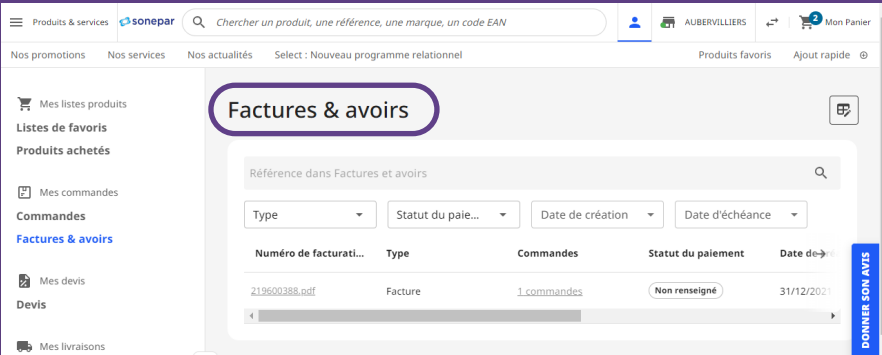 Produits & services
sonepar
Chercher un produit, une référence, une marque, un code EAN
AUBERVILLIERS
2
Mon Panier
Nos promotions
Nos services
Nos actualités
Select : Nouveau programme relationnel
Produits favoris
Ajout rapide
Mes listes produits
Listes de favoris
Produits achetés
Mes commandes
Commandes
Factures & avoirs
Mes devis
Devis
Mes livraisons
Factures & avoirs
Référence dans Factures et avoirs
Type
Statut du paie...
Date de création
Date d'échéance
Numéro de facturati...
Type
Commandes
Statut du paiement
Date de
219600388.pdf
Facture
1 commandes
Non renseigné
31/12/2021
DONNER SON AVIS